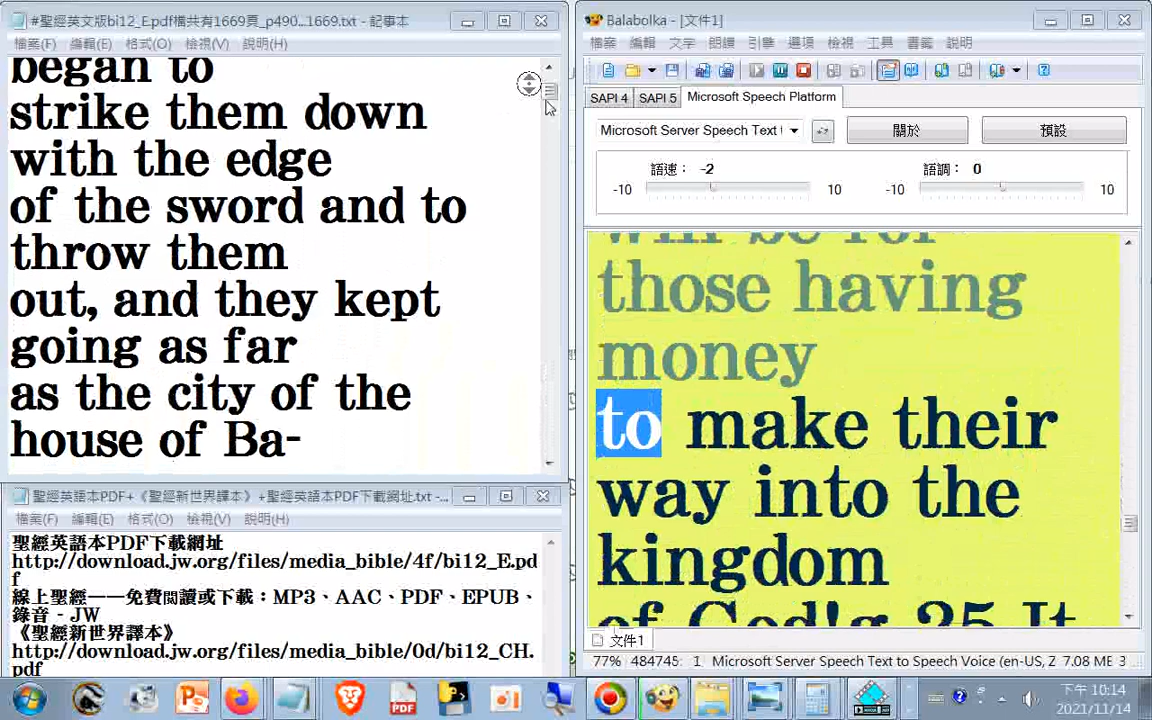 #聖經英文版bi12_E.pdf檔共有1669頁_p490...1669.txt - 記事本
檔案(F) 編輯(E) 格式(O) 檢視(V) 說明(H)
began to
strike them down
with the edge
of the sword and to
throw them
out, and they kept
going as far
as the city of the
house of Ba-
聖經英語本PDF+《聖經新世界譯本》+聖經英語本PDF下載網址.txt -...
檔案(F) 編輯(E) 格式(O) 檢視(V) 說明(H)
聖經英語本PDF下載網址
http://download.jw.org/files/media_bible/4f/bi12_E.pd
f
線上聖經——免費閱讀或下載：MP3、AAC、PDF、EPUB、
錄音 - JW
《聖經新世界譯本》
http://download.jw.org/files/media_bible/0d/bi12_CH.
pdf
Balabolka - [文件1]
檔案 編輯 文字 朗讀 引擎 選項 檢視 工具 書籤 說明
SAPI 4 SAPI 5 Microsoft Speech Platform
Microsoft Server Speech Text 關於 預設
語速： -2 語調： 0
-10 10 -10 10
will be for
those having
money
to make their
way into the
kingdom
of God!g 25 It
文件1
77% 484745: 1 Microsoft Server Speech Text to Speech Voice (en-US, Z 7.08 ME 3
下午 10:14
2021/11/14